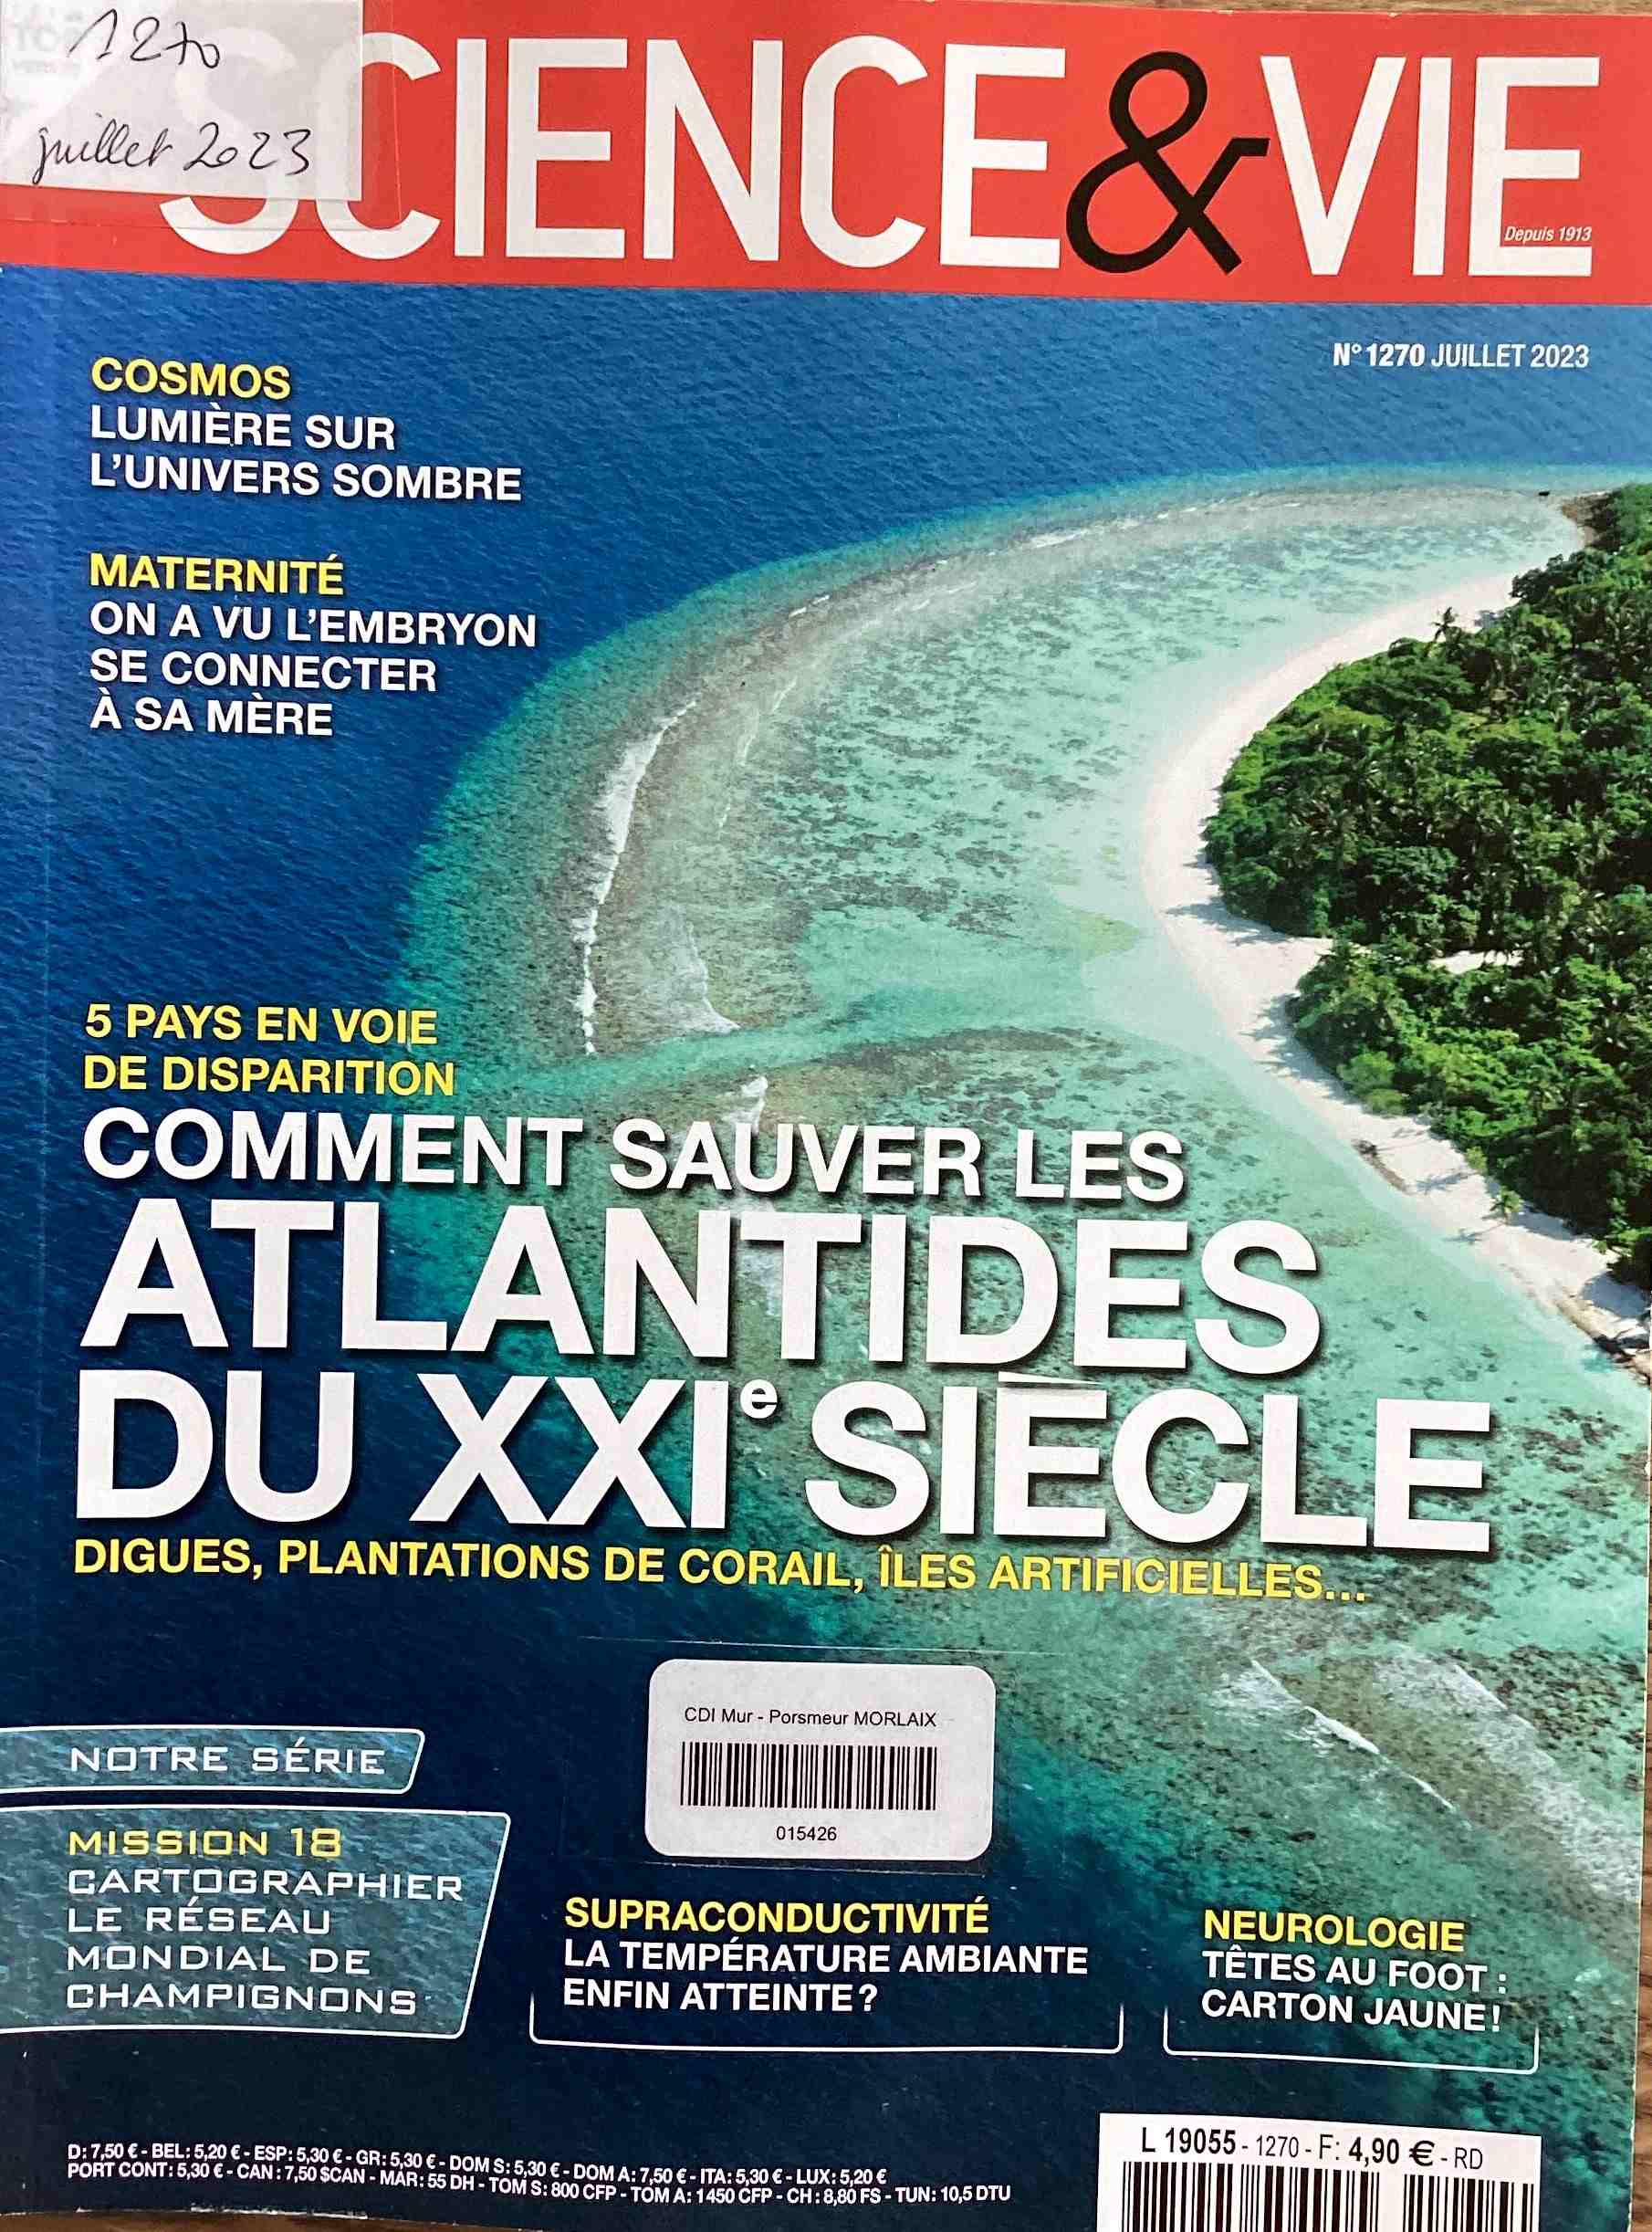 1270
juillet 2023
SCIENCE&VIE
Depuis 1913
N° 1270 JUILLET 2023
COSMOS
LUMIÈRE SUR
L'UNIVERS SOMBRE
MATERNITÉ
ON A VU L'EMBRYON
SE CONNECTER
À SA MÈRE
5 PAYS EN VOIE
DE DISPARITION
COMMENT SAUVER LES
ATLANTIDES
DU XXIe SIÈCLE
DIGUES, PLANTATIONS DE CORAIL, ÎLES ARTIFICIELLES...
CDI Mur - Porsmeur MORLAIX
015426
NOTRE SÉRIE
MISSION 18
CARTOGRAPHIER
LE RÉSEAU
MONDIAL DE
CHAMPIGNONS
SUPRACONDUCTIVITÉ
LA TEMPÉRATURE AMBIANTE
ENFIN ATTEINTE ?
NEUROLOGIE
TÊTES AU FOOT :
CARTON JAUNE !
D : 7,50 € - BEL : 5,20 € - ESP : 5,30 € - GR : 5,30 € - DOM S : 5,30 € - DOM A : 7,50 € - ITA : 5,30 € - LUX : 5,20 €
PORT CONT : 5,30 € - CAN : 7,50 $CAN - MAR : 55 DH - TOM S : 800 CFP - TOM A : 1450 CFP - CH : 8,80 FS - TUN : 10,5 DTU
L 19055 - 1270 - F: 4,90 € - RD